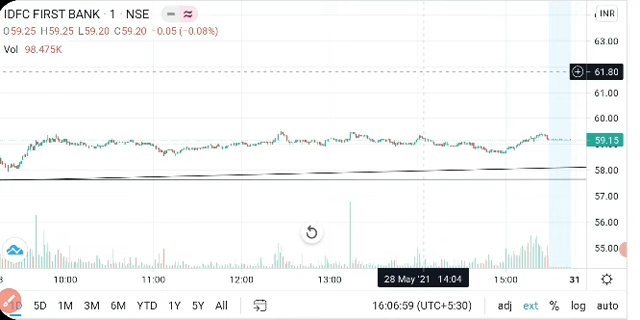 IDFC FIRST BANK · 1 · NSE
INR
O59.25 H59.25 L59.20 C59.20 -0.05 (-0.08%)
Vol 98.475K
63.00
61.80
61.00
60.00
59.15
58.00
57.00
56.00
55.00
10:00 11:00 12:00 13:00 28 May '21 14:04 15:00 31
5D 1M 3M 6M YTD 1Y 5Y All 16:06:59 (UTC+5:30) adj ext % log auto